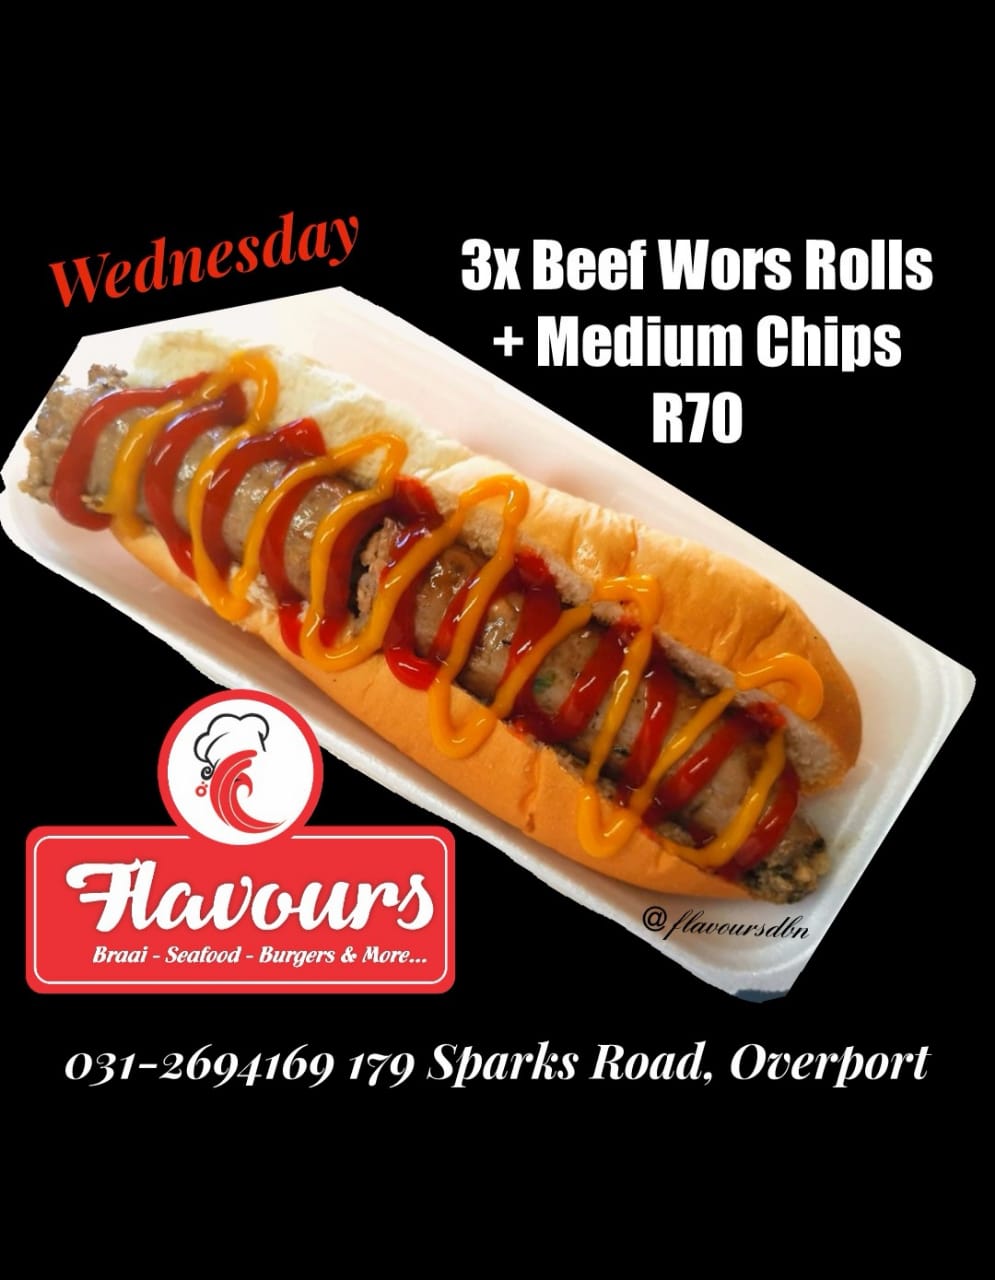 Wednesday
3x Beef Wors Rolls
+ Medium Chips
R70
@flavoursdbn
Flavours
Braai - Seafood - Burgers & More...
031-2694169 179 Sparks Road, Overport